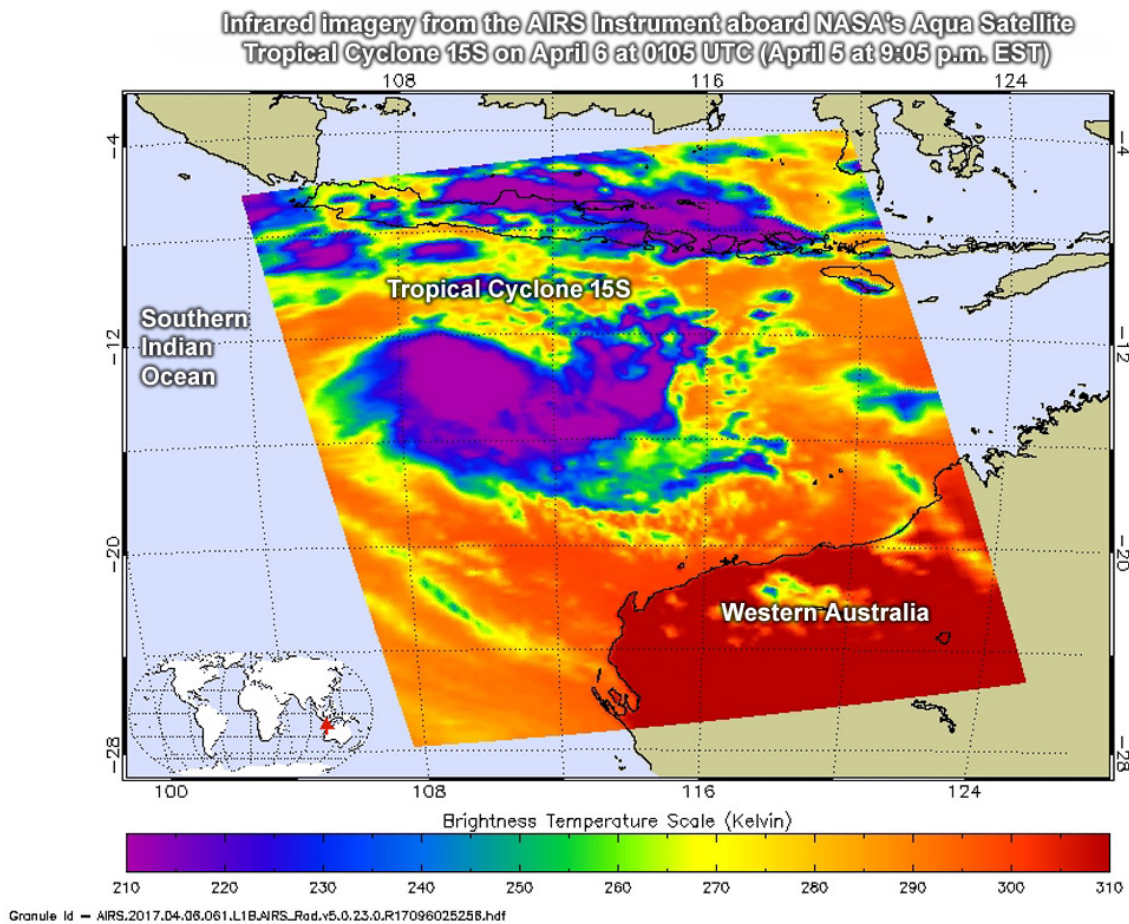 Infrared imagery from the AIRS Instrument aboard NASA's Aqua Satellite
Tropical Cyclone 15S on April 6 at 0105 UTC (April 5 at 9:05 p.m. EST)
108 116 124
-4 -4
Tropical Cyclone 15S
Southern
Indian
Ocean
-12 -12
-20 -20
Western Australia
-28 -28
100 108 116 124
Brightness Temperature Scale (Kelvin)
210 220 230 240 250 260 270 280 290 300 310
Granule Id — AIRS.2017.04.06.061.L1B.AIRS_Rad.v5.0.23.0.R17096025258.hdf